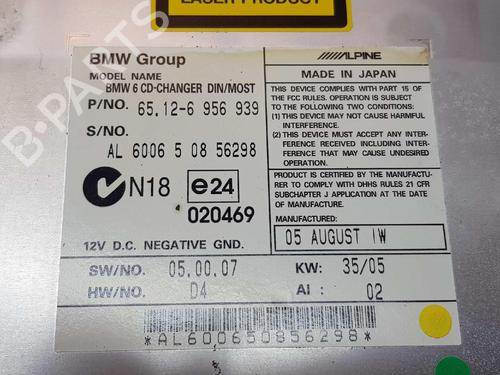 LASER PRODUCT
BMW Group
MODEL NAME
BMW 6 CD-CHANGER DIN/MOST
P/NO. 65.12-6 956 939
S/NO.
AL 6006 5 08 56298
N18 e24
020469
12V D.C. NEGATIVE GND.
SW/NO. 05.00.07
HW/NO. D4
ALPINE
MADE IN JAPAN
THIS DEVICE COMPLIES WITH PART 15 OF
THE FCC RULES. OPERATION IS SUBJECT TO
THE FOLLOWING TWO CONDITIONS:
(1) THIS DEVICE MAY NOT CAUSE HARMFUL
INTERFERENCE, AND
(2) THIS DEVICE MUST ACCEPT ANY INTER-
FERENCE RECEIVED INCLUDING INTERFER-
ENCE THAT MAY CAUSE UNDESIRED
OPERATION.
PRODUCT IS CERTIFIED BY THE MANUFACTU-
RER TO COMPLY WITH DHHS RULES 21 CFR
SUBCHAPTER J APPLICATION AT THE DATE
OF MANUFACTURE.
05 AUGUST IW
KW: 35/05
AI: 02
*AL600650856298*
B-PARTS